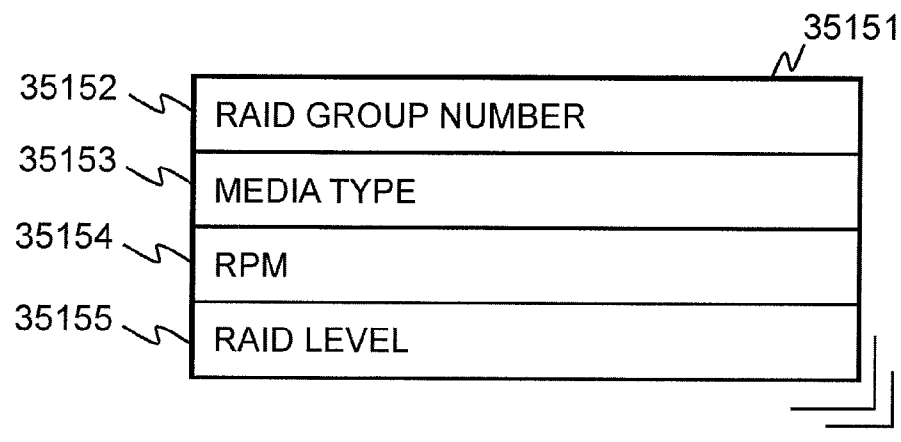 35151
35152
RAID GROUP NUMBER
35153
MEDIA TYPE
35154
RPM
35155
RAID LEVEL